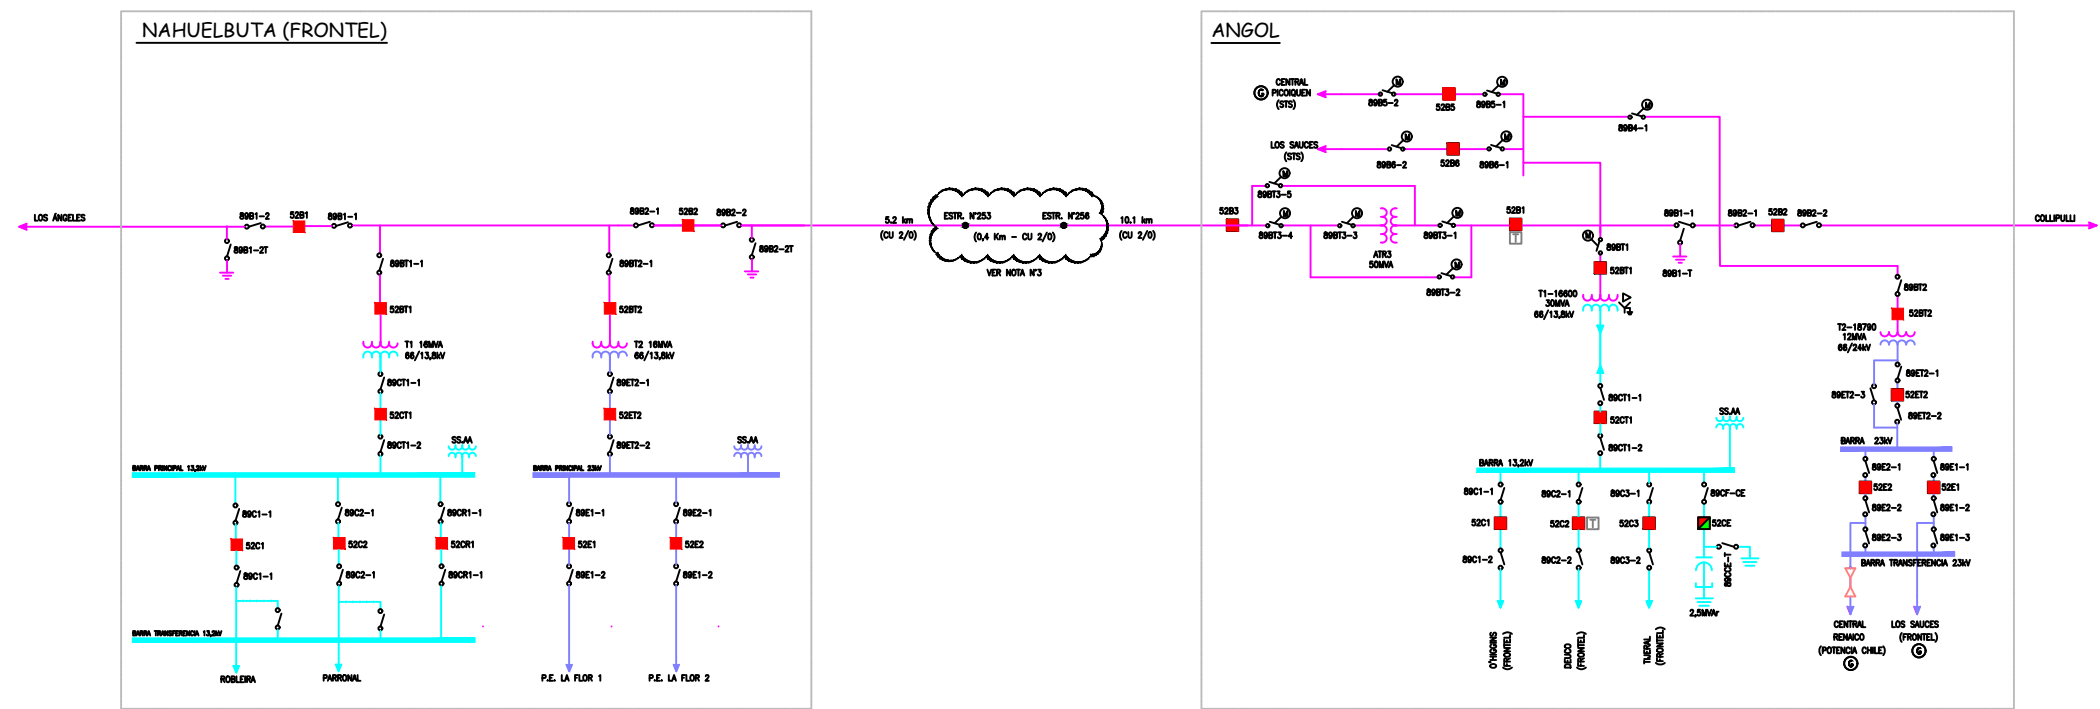 NAHUELBUTA (FRONTEL)
LOS ÁNGELES
89B1-2
52B1
89B1-1
89B1-2T
89B2-1
52B2
89B2-2
89B2-2T
89BT1-1
52BT1
T1 16MVA
66/13,8kV
89CT1-1
52CT1
89CT1-2
SS.AA
BARRA PRINCIPAL 13,2kV
89C1-1
52C1
89C1-1
89C2-1
52C2
89C2-1
89CR1-1
52CR1
89CR1-1
BARRA TRANSFERENCIA 13,2kV
ROBLEIRA
PARRONAL
89BT2-1
52BT2
T2 16MVA
66/13,8kV
89ET2-1
52ET2
89ET2-2
SS.AA
BARRA PRINCIPAL 23kV
89E1-1
52E1
89E1-2
89E2-1
52E2
89E1-2
P.E. LA FLOR 1
P.E. LA FLOR 2
5.2 km
(CU 2/0)
ESTR. N°253
ESTR. N°256
(0,4 Km - CU 2/0)
VER NOTA N°3
10.1 km
(CU 2/0)
ANGOL
G
CENTRAL
PICOIQUEN
(STS)
M
89B5-2
52B5
M
89B5-1
LOS SAUCES
(STS)
M
89B6-2
52B6
M
89B6-1
M
89B4-1
M
89BT3-5
52B3
M
89BT3-4
M
89BT3-3
ATR3
50MVA
M
89BT3-1
M
89BT3-2
52B1
T
M
89BT1
52BT1
T1-16600
30MVA
66/13,8kV
89B1-1
89B1-T
89B2-1
52B2
89B2-2
COLLIPULLI
89BT2
52BT2
T2-18790
12MVA
66/24kV
89ET2-1
89ET2-3
52ET2
89ET2-2
BARRA 23kV
89E2-1
52E2
89E2-2
89E2-3
89E1-1
52E1
89E1-2
89E1-3
BARRA TRANSFERENCIA 23kV
CENTRAL
RENAICO
(POTENCIA CHILE)
G
LOS SAUCES
(FRONTEL)
G
89CT1-1
52CT1
89CT1-2
SS.AA
BARRA 13,2kV
89C1-1
52C1
89C1-2
89C2-1
52C2
T
89C2-2
89C3-1
52C3
89C3-2
89CF-CE
52CE
89CCE-T
2,5MVAr
O'HIGGINS
(FRONTEL)
DEUCO
(FRONTEL)
TIJERAL
(FRONTEL)